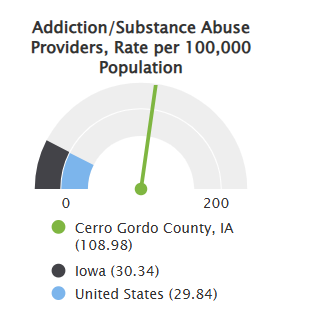 Addiction/Substance Abuse
Providers, Rate per 100,000
Population
0 200
Cerro Gordo County, IA
(108.98)
Iowa (30.34)
United States (29.84)